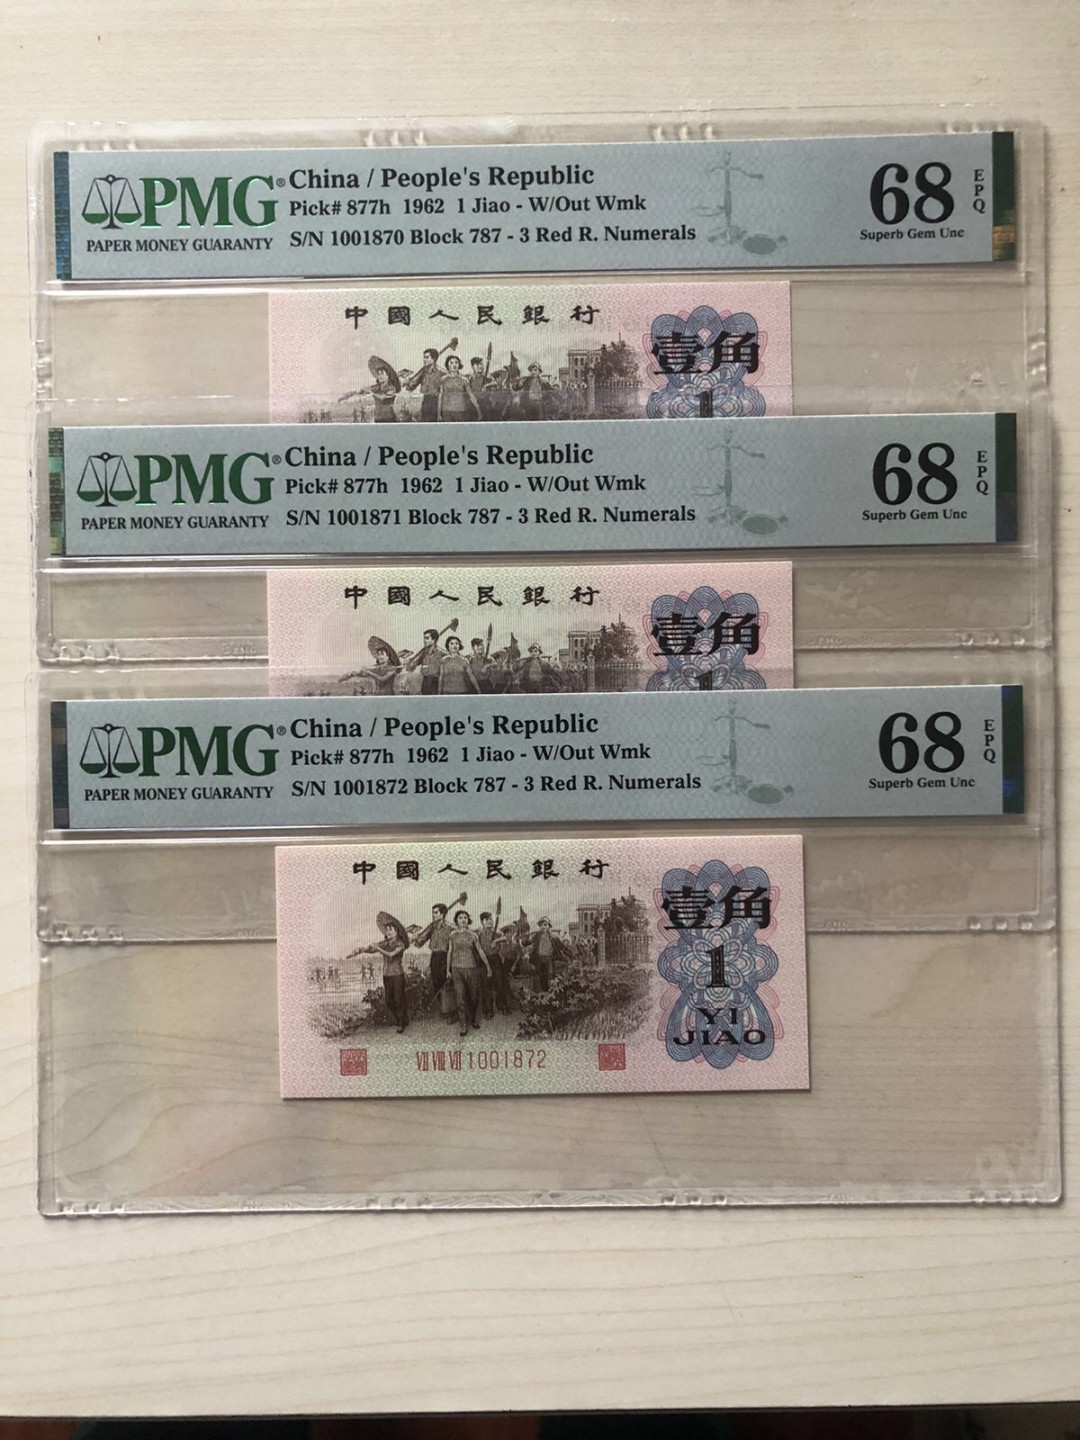 PMG®
PAPER MONEY GUARANTY
China / People's Republic
Pick# 877h 1962 1 Jiao - W/Out Wmk
S/N 1001870 Block 787 - 3 Red R. Numerals
68
EPQ
Superb Gem Unc
中國人民銀行
壹角
1
PMG®
PAPER MONEY GUARANTY
China / People's Republic
Pick# 877h 1962 1 Jiao - W/Out Wmk
S/N 1001871 Block 787 - 3 Red R. Numerals
68
EPQ
Superb Gem Unc
中國人民銀行
壹角
1
PMG®
PAPER MONEY GUARANTY
China / People's Republic
Pick# 877h 1962 1 Jiao - W/Out Wmk
S/N 1001872 Block 787 - 3 Red R. Numerals
68
EPQ
Superb Gem Unc
中國人民銀行
壹角
1
YI
JIAO
ⅦⅧⅦ1001872